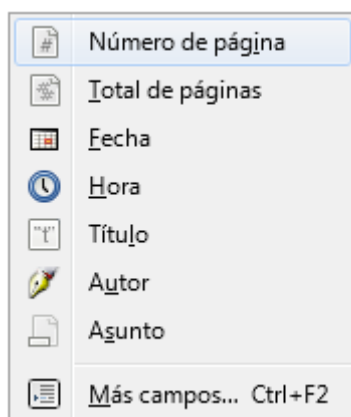 Número de página
Total de páginas
Fecha
Hora
Título
Autor
Asunto
Más campos... Ctrl+F2